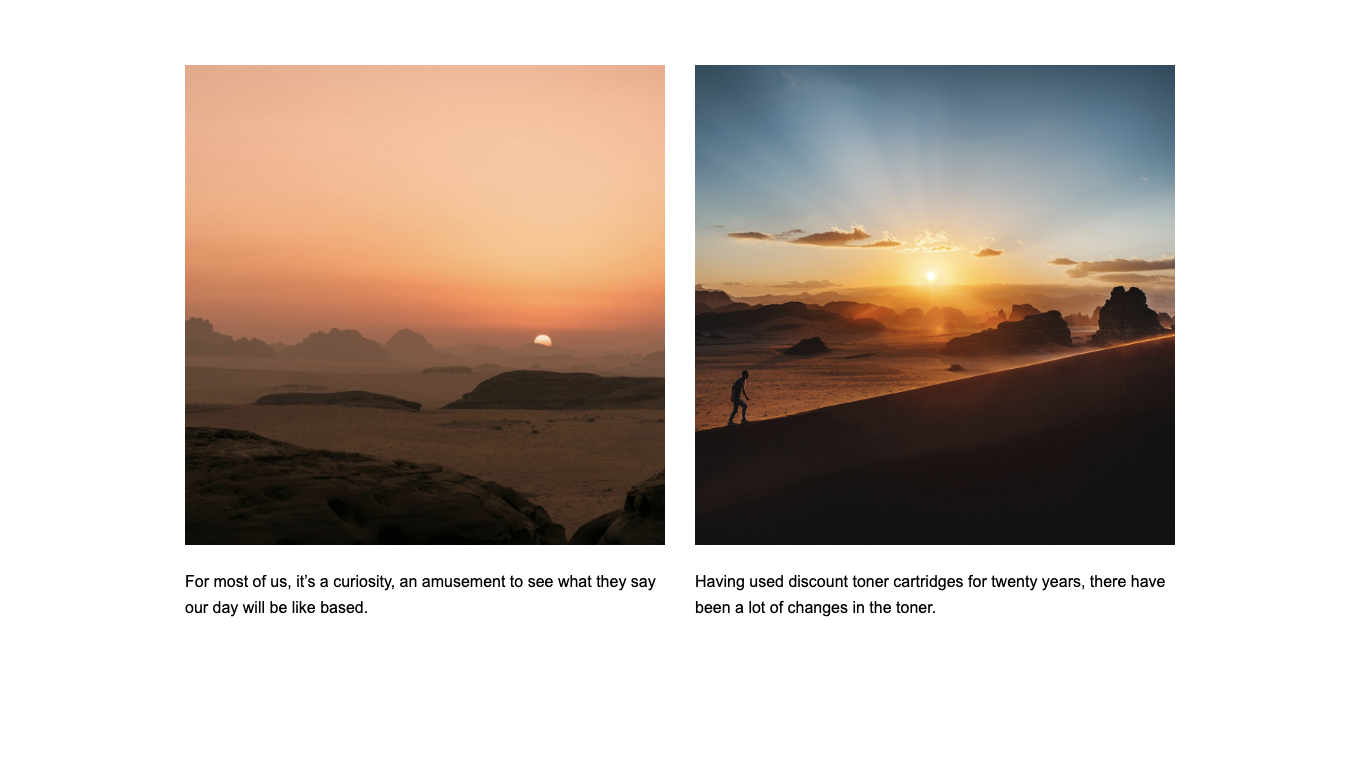 For most of us, it’s a curiosity, an amusement to see what they say
our day will be like based.
Having used discount toner cartridges for twenty years, there have
been a lot of changes in the toner.